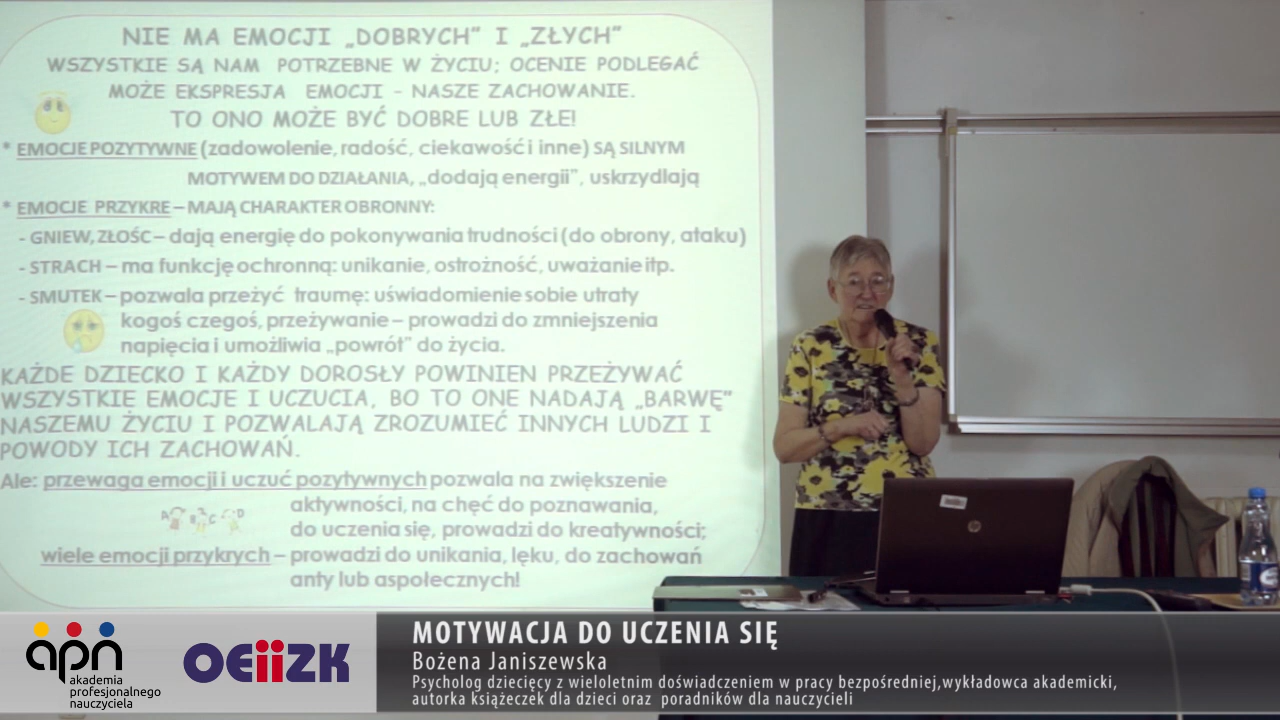 NIE MA EMOCJI „DOBRYCH" I „ZŁYCH"
WSZYSTKIE SĄ NAM POTRZEBNE W ŻYCIU; OCENIE PODLEGAĆ
MOŻE EKSPRESJA EMOCJI - NASZE ZACHOWANIE.
TO ONO MOŻE BYĆ DOBRE LUB ZŁE!
* EMOCJE POZYTYWNE (zadowolenie, radość, ciekawość i inne) SĄ SILNYM
MOTYWEM DO DZIAŁANIA, „dodają energii", uskrzydlają
* EMOCJE PRZYKRE – MAJĄ CHARAKTER OBRONNY:
- GNIEW, ZŁOŚC – dają energię do pokonywania trudności (do obrony, ataku)
- STRACH – ma funkcję ochronną: unikanie, ostrożność, uważanie itp.
- SMUTEK – pozwala przeżyć traumę: uświadomienie sobie utraty
kogoś czegoś, przeżywanie – prowadzi do zmniejszenia
napięcia i umożliwia „powrót" do życia.
KAŻDE DZIECKO I KAŻDY DOROSŁY POWINIEN PRZEŻYWAĆ
WSZYSTKIE EMOCJE I UCZUCIA, BO TO ONE NADAJĄ „BARWĘ"
NASZEMU ŻYCIU I POZWALAJĄ ZROZUMIEĆ INNYCH LUDZI I
POWODY ICH ZACHOWAŃ.
Ale: przewaga emocji i uczuć pozytywnych pozwala na zwiększenie
aktywności, na chęć do poznawania,
do uczenia się, prowadzi do kreatywności;
wiele emocji przykrych – prowadzi do unikania, lęku, do zachowań
anty lub aspołecznych!
hp
apn
akademia
profesjonalnego
nauczyciela
OEiiZK
MOTYWACJA DO UCZENIA SIĘ
Bożena Janiszewska
Psycholog dziecięcy z wieloletnim doświadczeniem w pracy bezpośredniej,wykładowca akademicki,
autorka książeczek dla dzieci oraz poradników dla nauczycieli